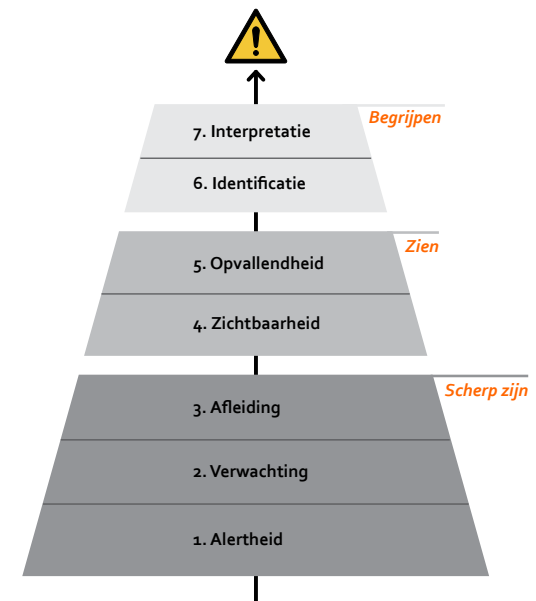 7. Interpretatie
Begrijpen
6. Identificatie
Zien
5. Opvallendheid
4. Zichtbaarheid
Scherp zijn
3. Afleiding
2. Verwachting
1. Alertheid